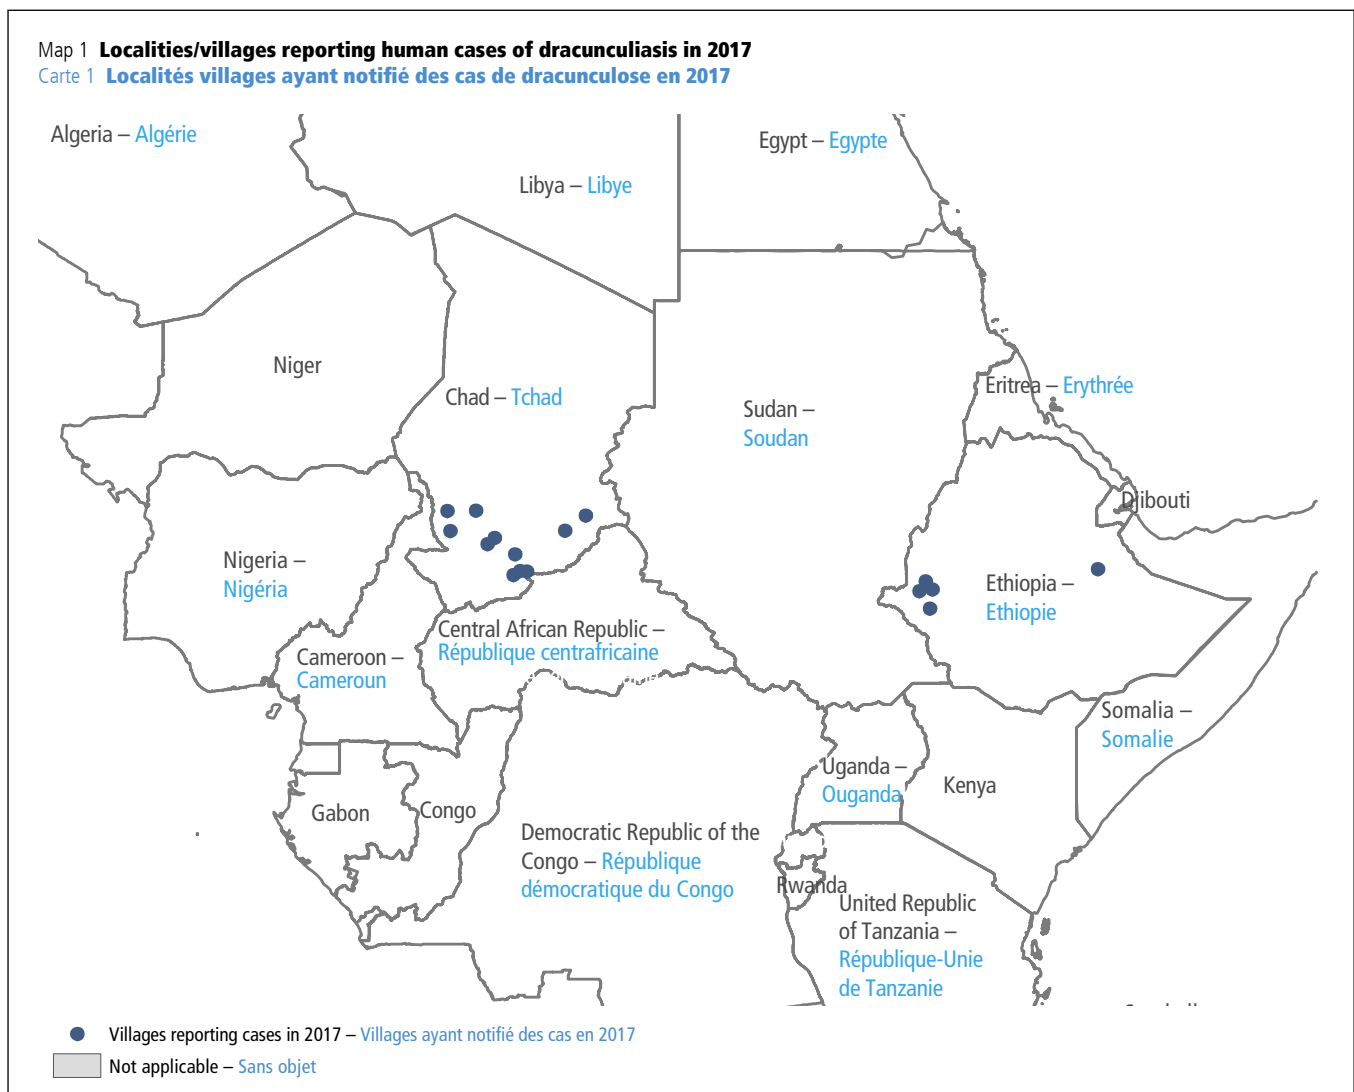 Map 1 Localities/villages reporting human cases of dracunculiasis in 2017
Carte 1 Localités villages ayant notifié des cas de dracunculose en 2017
Algeria – Algérie
Egypt – Egypte
Libya – Libye
Niger
Chad – Tchad
Eritrea – Erythrée
Sudan –
Soudan
Djibouti
Nigeria –
Nigéria
Ethiopia –
Ethiopie
Central African Republic –
République centrafricaine
Cameroon –
Cameroun
Somalia –
Somalie
Uganda –
Ouganda
Kenya
Gabon
Congo
Democratic Republic of the
Congo – République
démocratique du Congo
Rwanda
United Republic
of Tanzania –
République-Unie
de Tanzanie
Villages reporting cases in 2017 – Villages ayant notifié des cas en 2017
Not applicable – Sans objet